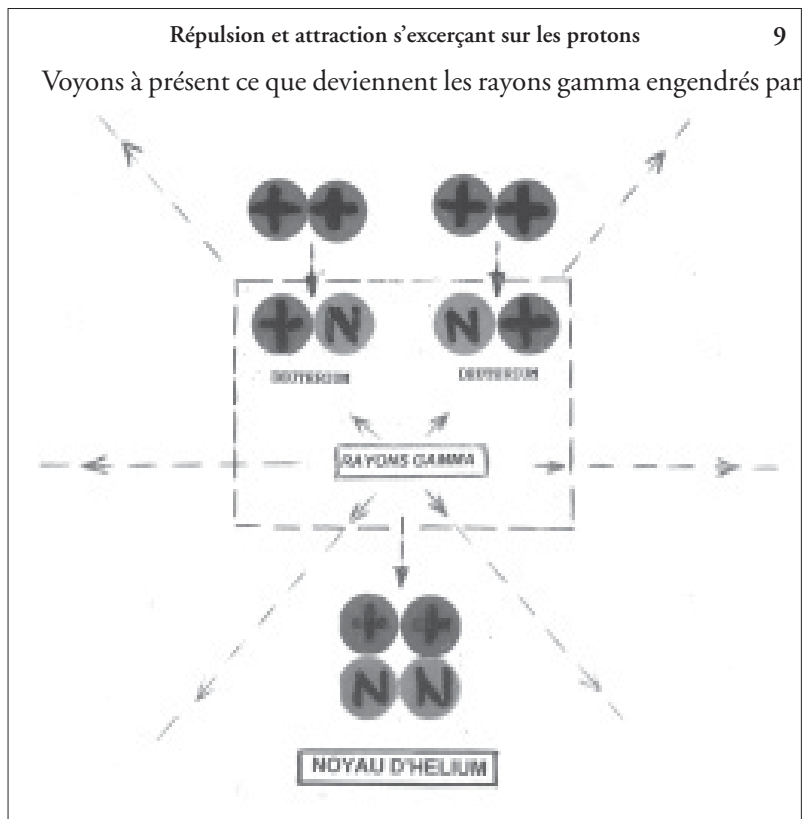 Répulsion et attraction s’exerçant sur les protons 9
Voyons à présent ce que deviennent les rayons gamma engendrés par
+ + + +
+ N N +
DEUTERIUM DEUTERIUM
RAYONS GAMMA
+ +
N N
NOYAU D'HELIUM